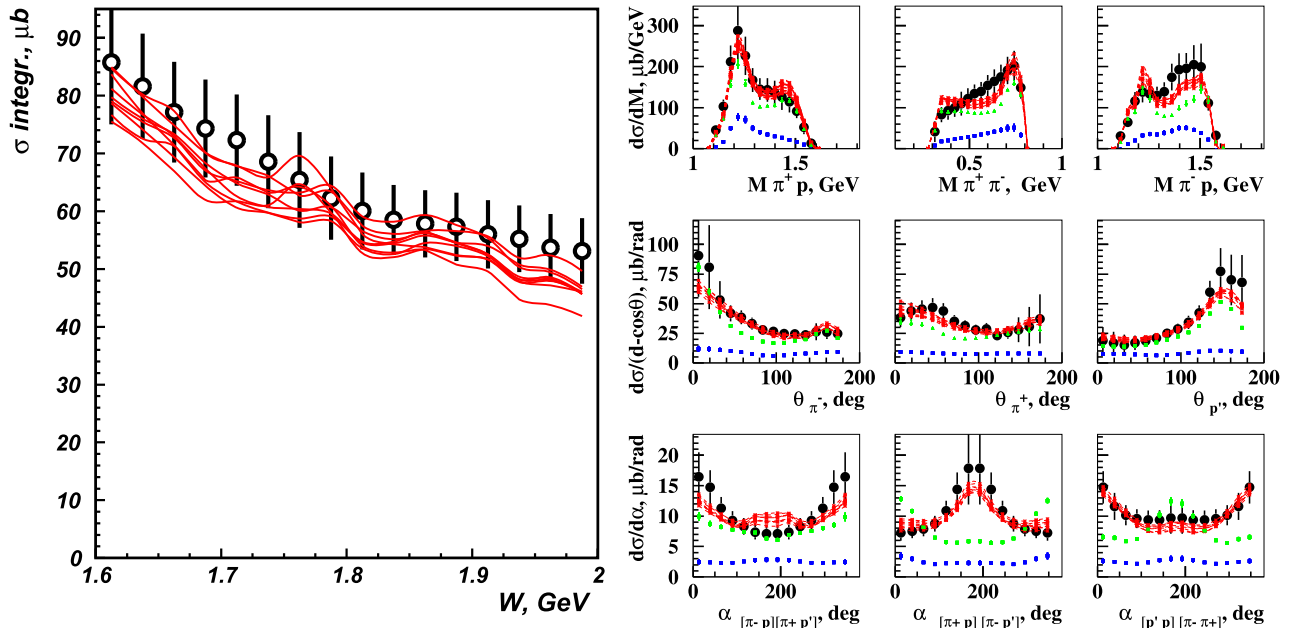 σ integr., μb
90
80
70
60
50
40
30
20
10
0
1.6 1.7 1.8 1.9 2
W, GeV
dσ/dM, μb/GeV
300
200
100
0
1 1.5
M π+ p, GeV
0.5 1
M π+ π-, GeV
1 1.5
M π- p, GeV
dσ/(d-cosθ), μb/rad
100
75
50
25
0
0 100 200
θ π-, deg
0 100 200
θ π+, deg
0 100 200
θ p', deg
dσ/dα, μb/rad
20
15
10
5
0
0 200
α [π- p][π+ p'] deg
0 200
α [π+ p][π- p'] deg
0 200
α [p' p][π- π+] deg